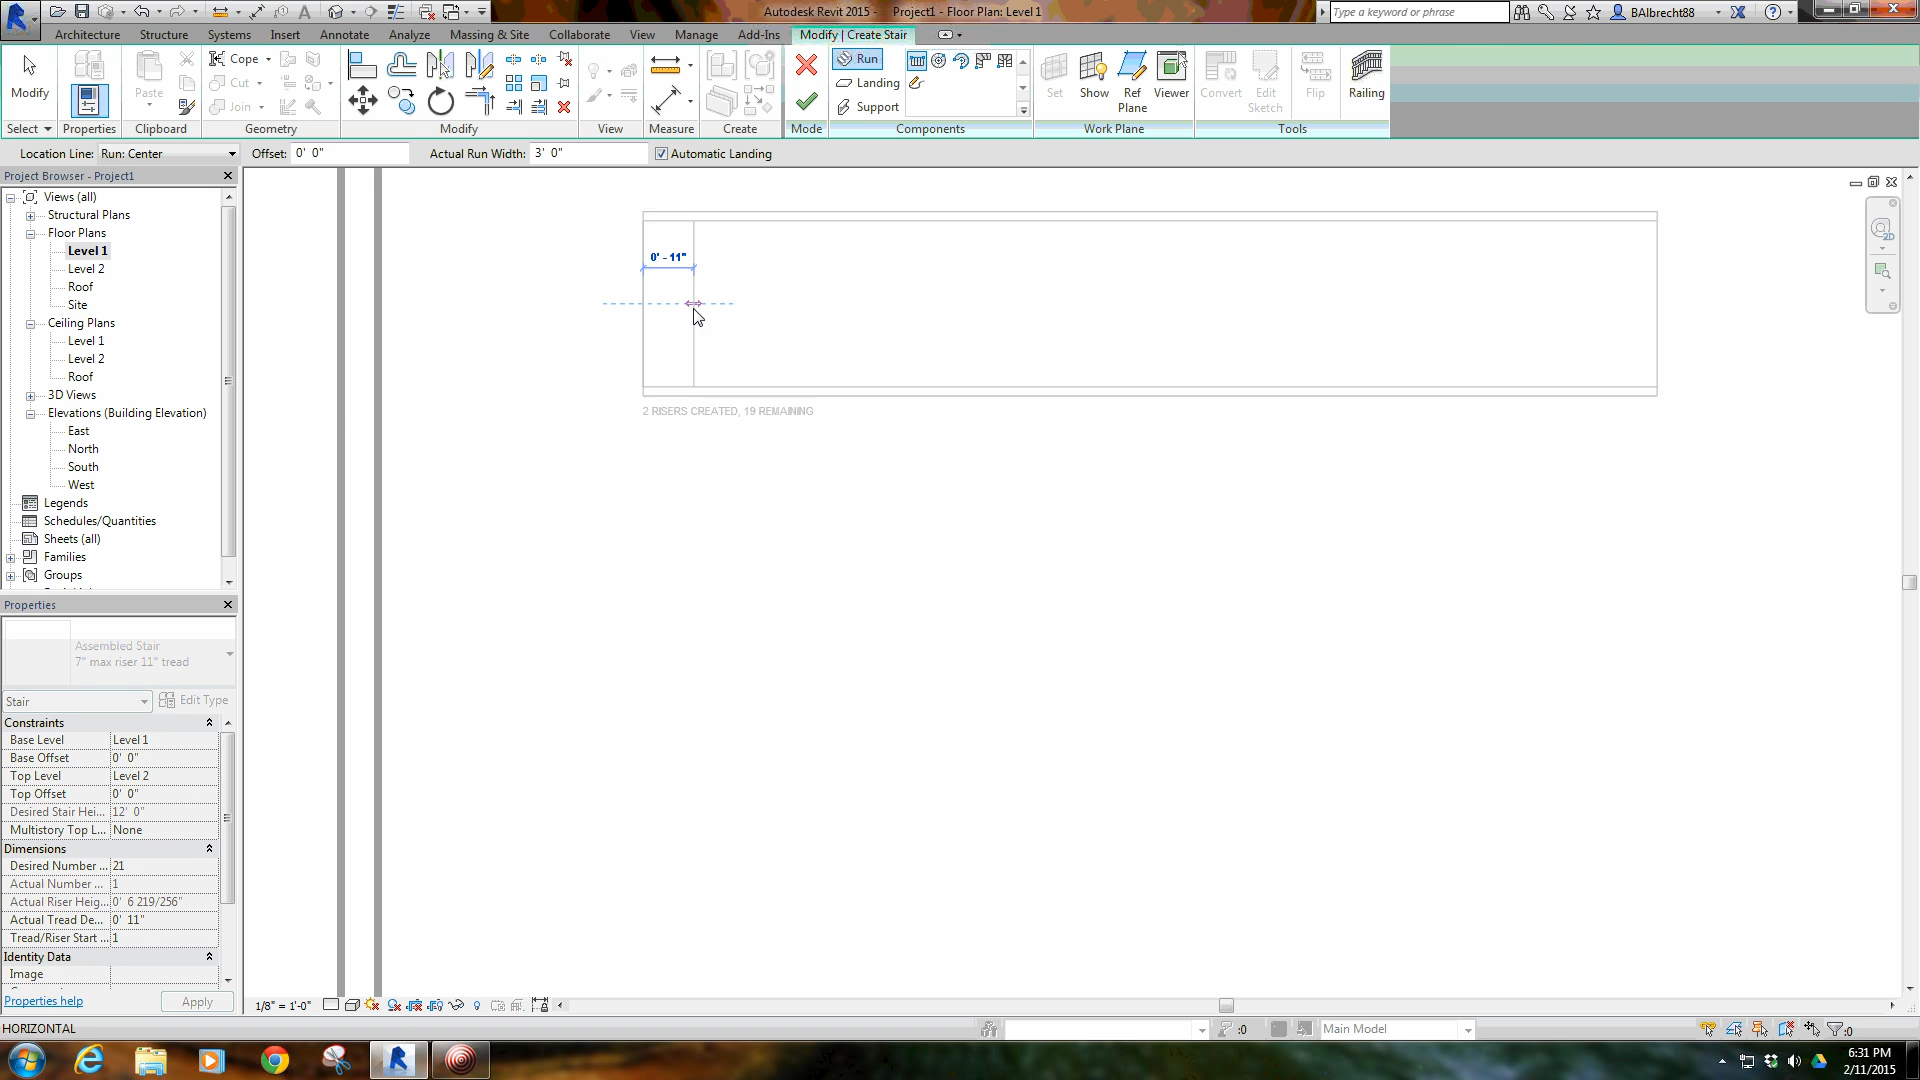 Autodesk Revit 2015 - Project1 - Floor Plan: Level 1
Type a keyword or phrase
BAlbrecht88
Architecture Structure Systems Insert Annotate Analyze Massing & Site Collaborate View Manage Add-Ins Modify | Create Stair
Modify
Paste
Cope
Cut
Join
Run
Landing
Support
Set
Show
Ref Plane
Viewer
Convert
Edit Sketch
Flip
Railing
Select Properties Clipboard Geometry Modify View Measure Create Mode Components Work Plane Tools
Location Line: Run: Center Offset: 0' 0" Actual Run Width: 3' 0" Automatic Landing
Project Browser - Project1
Views (all)
Structural Plans
Floor Plans
Level 1
Level 2
Roof
Site
Ceiling Plans
Level 1
Level 2
Roof
3D Views
Elevations (Building Elevation)
East
North
South
West
Legends
Schedules/Quantities
Sheets (all)
Families
Groups
0' - 11"
2 RISERS CREATED, 19 REMAINING
2D
Properties
Assembled Stair
7" max riser 11" tread
Stair Edit Type
Constraints
Base Level Level 1
Base Offset 0' 0"
Top Level Level 2
Top Offset 0' 0"
Desired Stair Hei... 12' 0"
Multistory Top L... None
Dimensions
Desired Number ... 21
Actual Number ... 1
Actual Riser Heig... 0' 6 219/256"
Actual Tread De... 0' 11"
Tread/Riser Start ... 1
Identity Data
Image
Properties help Apply
1/8" = 1'-0"
HORIZONTAL
:0
Main Model
:0
6:31 PM
2/11/2015